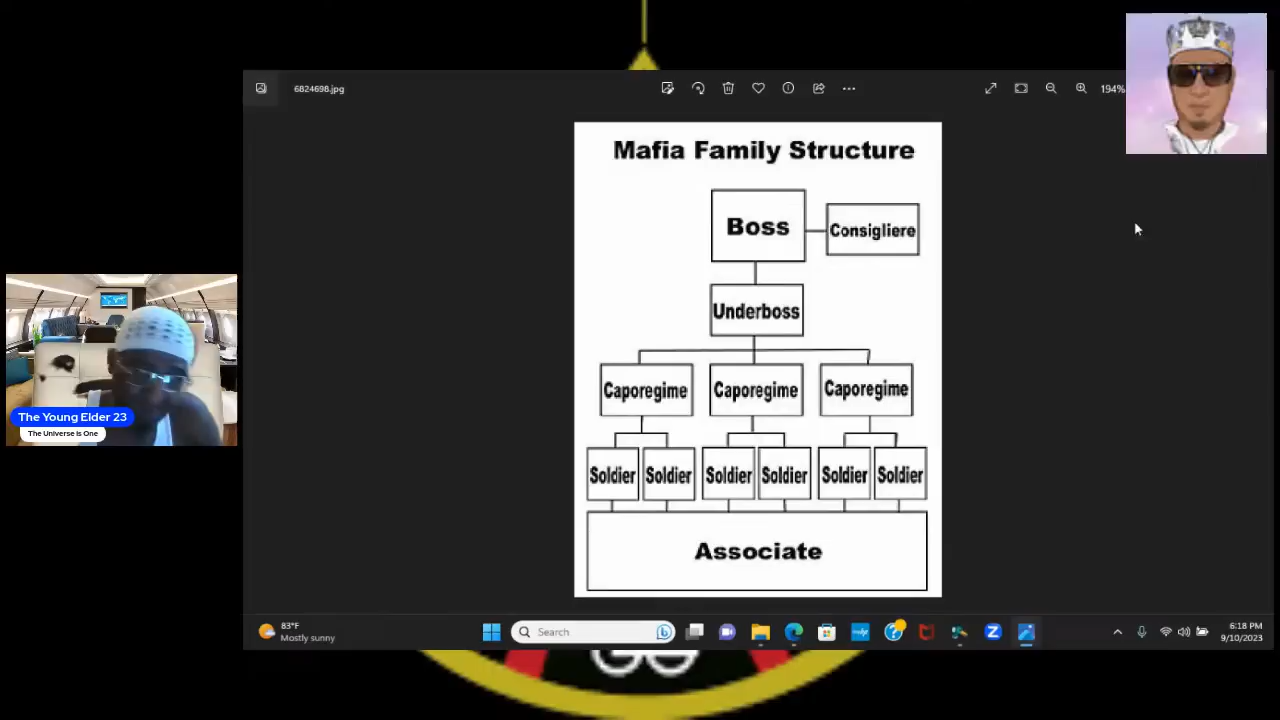 6824698.jpg
194%
Mafia Family Structure
Boss
Consigliere
Underboss
Caporegime Caporegime Caporegime
Soldier Soldier Soldier Soldier Soldier Soldier
Associate
The Young Elder 23
The Universe is One
83°F
Mostly sunny
Search
6:18 PM
9/10/2023